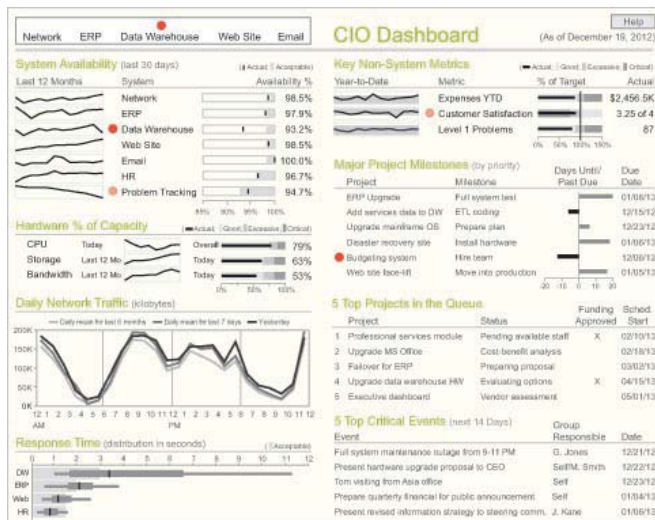 Network ERP Data Warehouse Web Site Email
CIO Dashboard
Help
(As of December 19, 2012)
System Availability (last 30 days)
(Actual, Acceptable)
Last 12 Months System Availability %
Network 98.5%
ERP 97.9%
Data Warehouse 93.2%
Web Site 98.5%
Email 100.0%
HR 96.7%
Problem Tracking 94.7%
85% 90% 95% 100%
Hardware % of Capacity
(Actual, Good, Excessive, Critical)
CPU Today Overall 79%
Storage Last 12 Mo Today 63%
Bandwidth Last 12 Mo Today 53%
0% 50% 100%
Daily Network Traffic (kilobytes)
Daily mean for last 6 months Daily mean for last 7 days Yesterday
200K
150K
100K
50K
0K
12 1 2 3 4 5 6 7 8 9 10 11 12 1 2 3 4 5 6 7 8 9 10 11 12
AM PM
Response Time (distribution in seconds)
(Acceptable)
0 1 2 3 4 5 6 7 8 9 10 11 12
DW
ERP
Web
HR
Key Non-System Metrics
(Actual, Good, Excessive, Critical)
Year-to-Date Metric % of Target Actual
Expenses YTD $2,456.5K
Customer Satisfaction 3.25 of 4
Level 1 Problems 87
0% 50% 100% 150%
Major Project Milestones (by priority)
Days Until/
Past Due
Due
Date
Project Milestone
ERP Upgrade Full system test 01/08/13
Add services data to DW ETL coding 12/15/12
Upgrade mainframe OS Prepare plan 12/23/12
Disaster recovery site Install hardware 01/06/13
Budgeting system Hire team 12/06/12
Web site face-lift Move into production 01/05/13
-20 -10 0 10 20
5 Top Projects in the Queue
Funding
Approved
Sched.
Start
Project Status
1 Professional services module Pending available staff X 02/10/13
2 Upgrade MS Office Cost-benefit analysis 02/18/13
3 Failover for ERP Preparing proposal 03/02/13
4 Upgrade data warehouse HW Evaluating options X 04/15/13
5 Executive dashboard Vendor assessment 05/01/13
5 Top Critical Events (next 14 Days)
Group
Responsible
Event Date
Full system maintenance outage from 9-11 PM G. Jones 12/21/12
Present hardware upgrade proposal to CEO Self/M. Smith 12/22/12
Tom visiting from Asia office Self 12/23/12
Prepare quarterly financial for public announcement Self 01/04/13
Present revised information strategy to steering comm. J. Kane 01/06/13